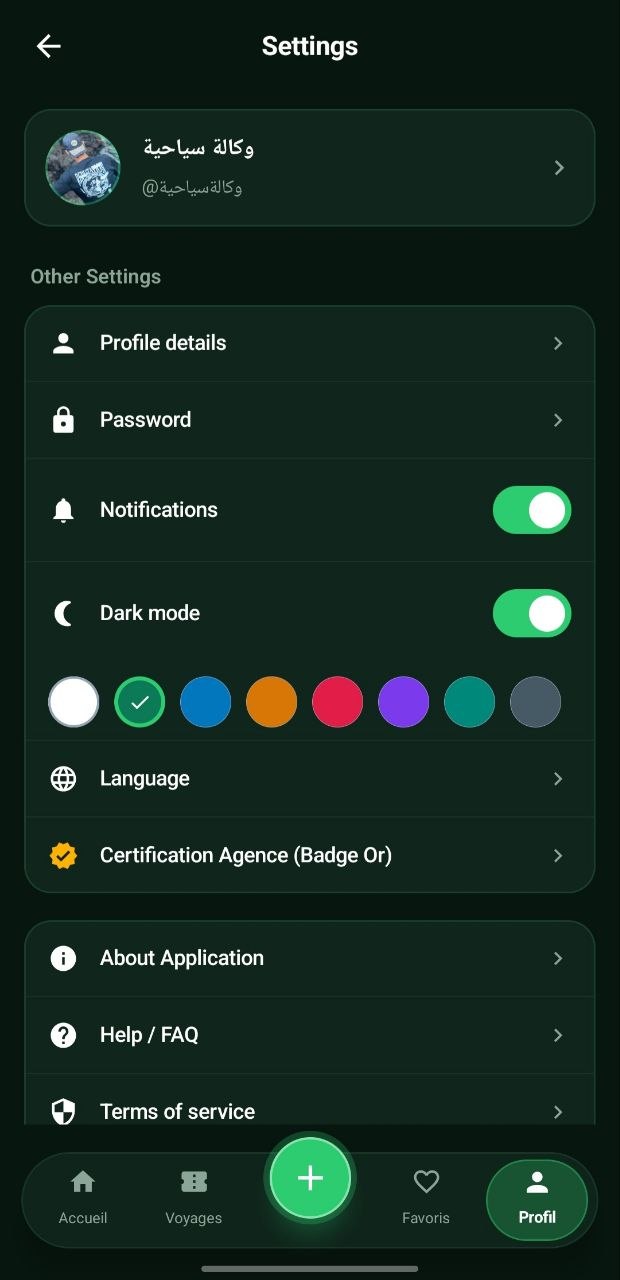 Settings
وكالة سياحية
@وكالةسياحية
Other Settings
Profile details
Password
Notifications
Dark mode
Language
Certification Agence (Badge Or)
About Application
Help / FAQ
Terms of service
Accueil
Voyages
Favoris
Profil